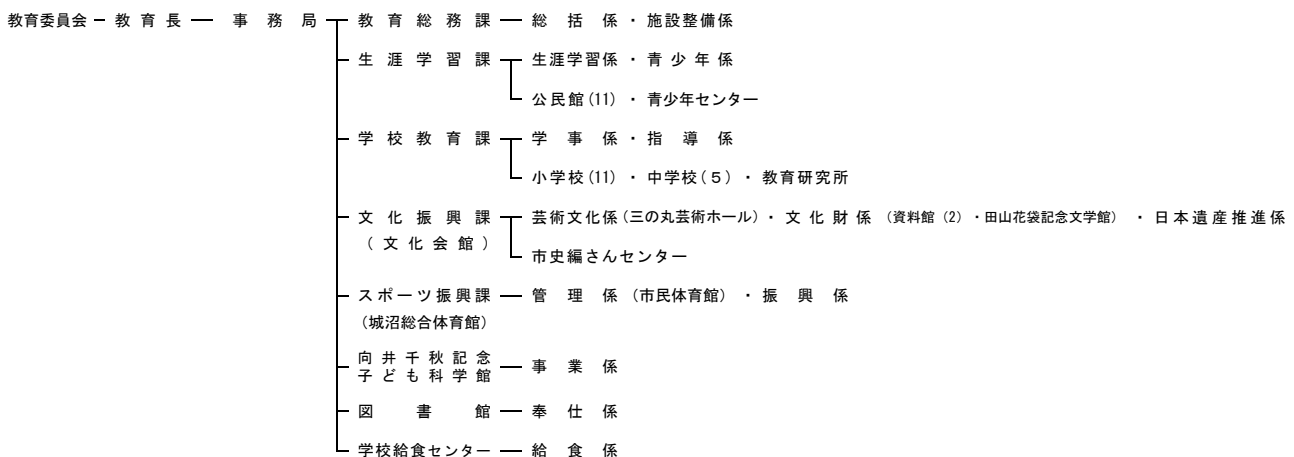 教育委員会 教育長 事務局 教育総務課 総括係・施設整備係
生涯学習課 生涯学習係・青少年係
公民館(11)・青少年センター
学校教育課 学事係・指導係
小学校(11)・中学校(5)・教育研究所
文化振興課 芸術文化係(三の丸芸術ホール)・文化財係(資料館(2)・田山花袋記念文学館)・日本遺産推進係
(文化会館)
市史編さんセンター
スポーツ振興課 管理係(市民体育館)・振興係
(城沼総合体育館)
向井千秋記念
子ども科学館 事業係
図書館 奉仕係
学校給食センター 給食係